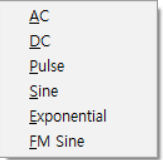 AC
DC
Pulse
Sine
Exponential
FM Sine